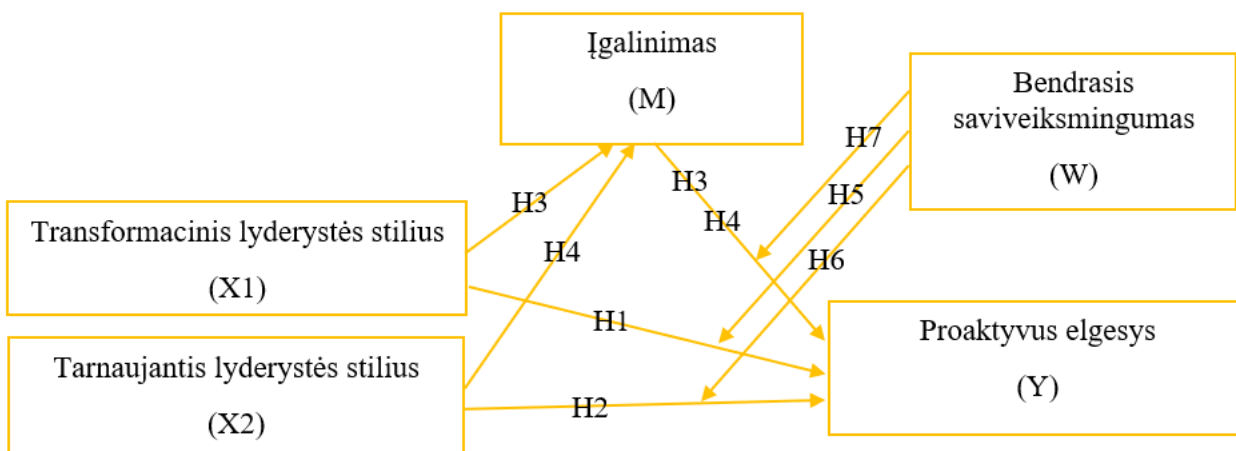 Įgalinimas
(M)
Bendrasis
saviveiksmingumas
(W)
H7
H3
H5
H3
H4
Transformacinis lyderystės stilius
(X1)
H4
H6
H1
Proaktyvus elgesys
(Y)
Tarnaujantis lyderystės stilius
(X2)
H2